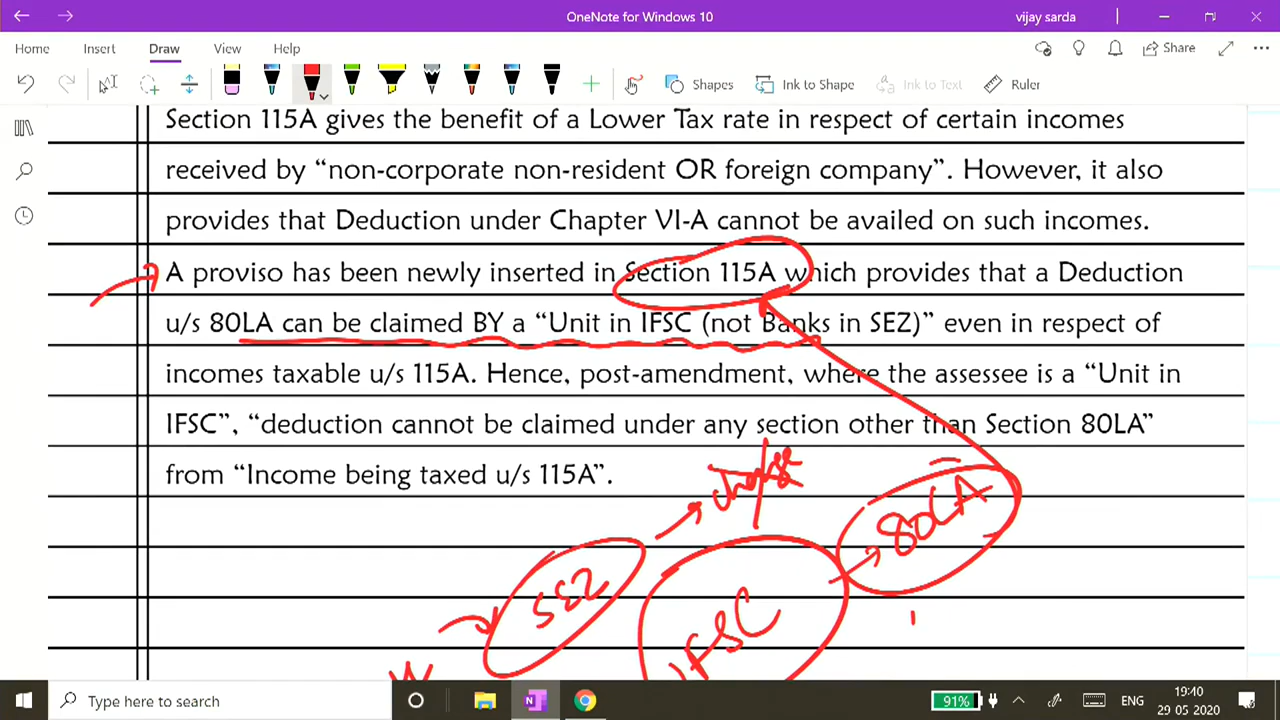 OneNote for Windows 10
vijay sarda
Home Insert Draw View Help
Share
Shapes Ink to Shape Ink to Text Ruler
Section 115A gives the benefit of a Lower Tax rate in respect of certain incomes
received by “non-corporate non-resident OR foreign company”. However, it also
provides that Deduction under Chapter VI-A cannot be availed on such incomes.
A proviso has been newly inserted in Section 115A which provides that a Deduction
u/s 80LA can be claimed BY a “Unit in IFSC (not Banks in SEZ)” even in respect of
incomes taxable u/s 115A. Hence, post-amendment, where the assessee is a “Unit in
IFSC”, “deduction cannot be claimed under any section other than Section 80LA”
from “Income being taxed u/s 115A”.
80LA
SEZ
IFSC
Type here to search
91%
ENG
19:40
29-05-2020